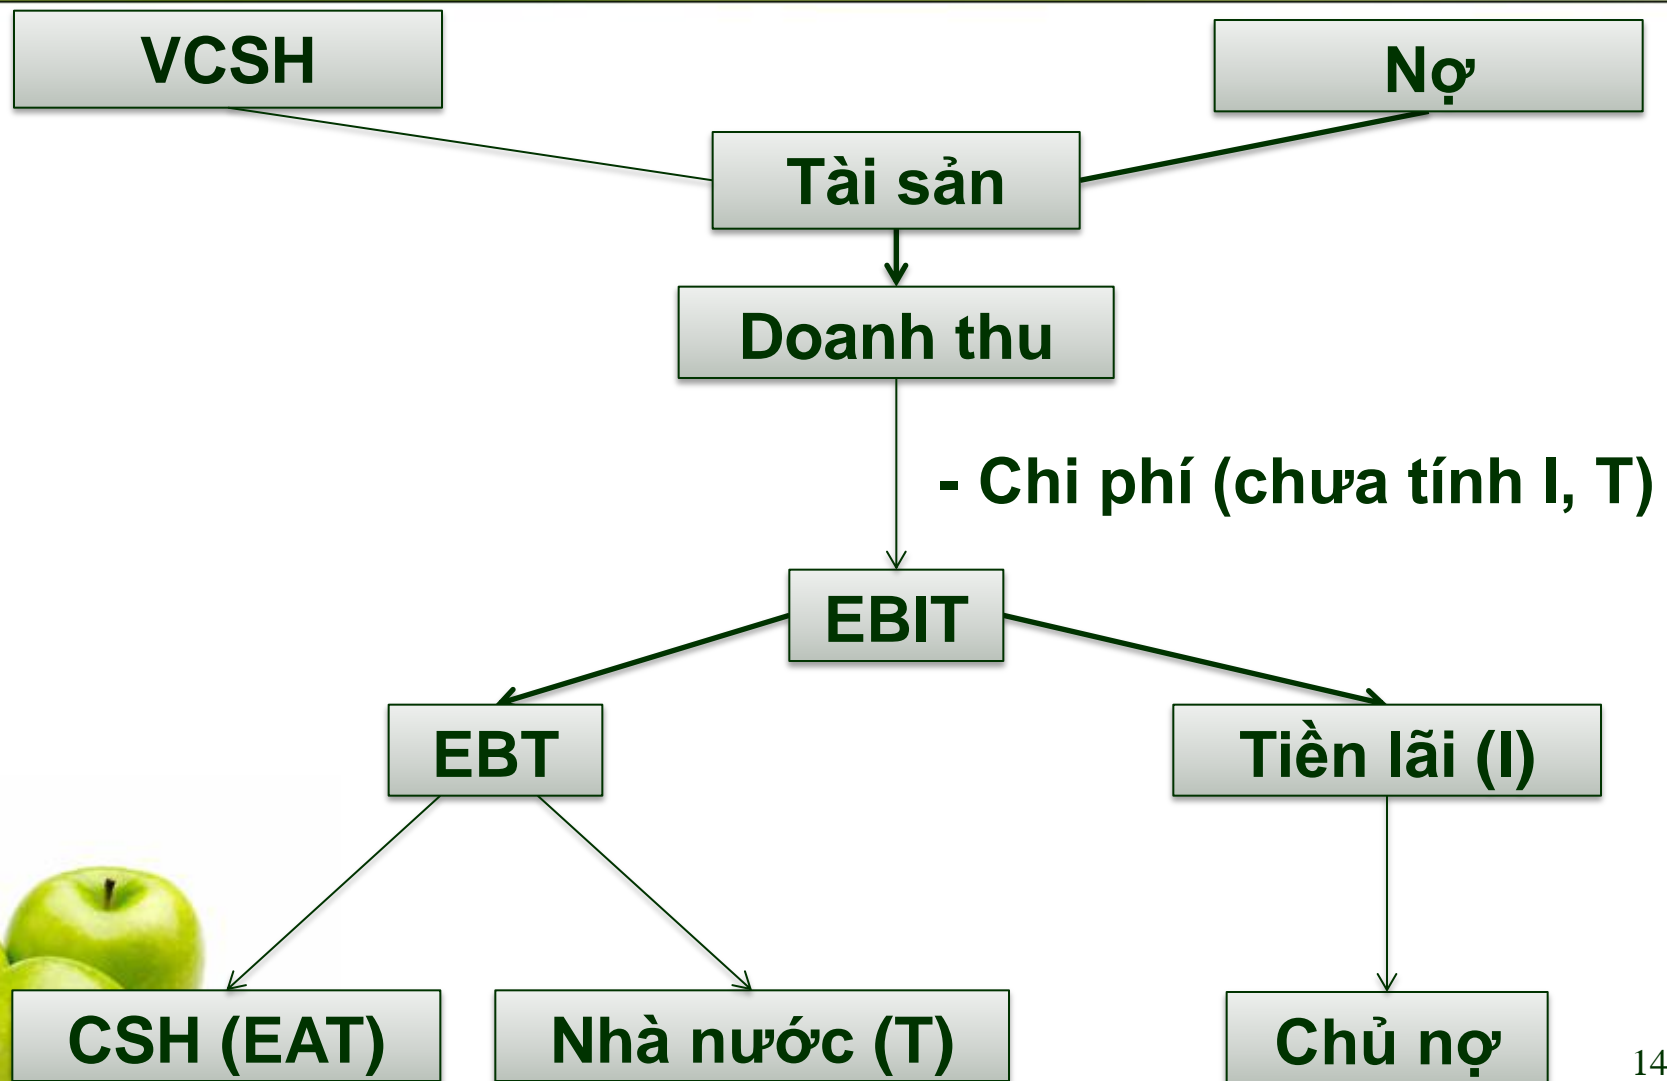 VCSH
Nợ
Tài sản
Doanh thu
- Chi phí (chưa tính I, T)
EBIT
EBT
Tiền lãi (I)
CSH (EAT)
Nhà nước (T)
Chủ nợ
14